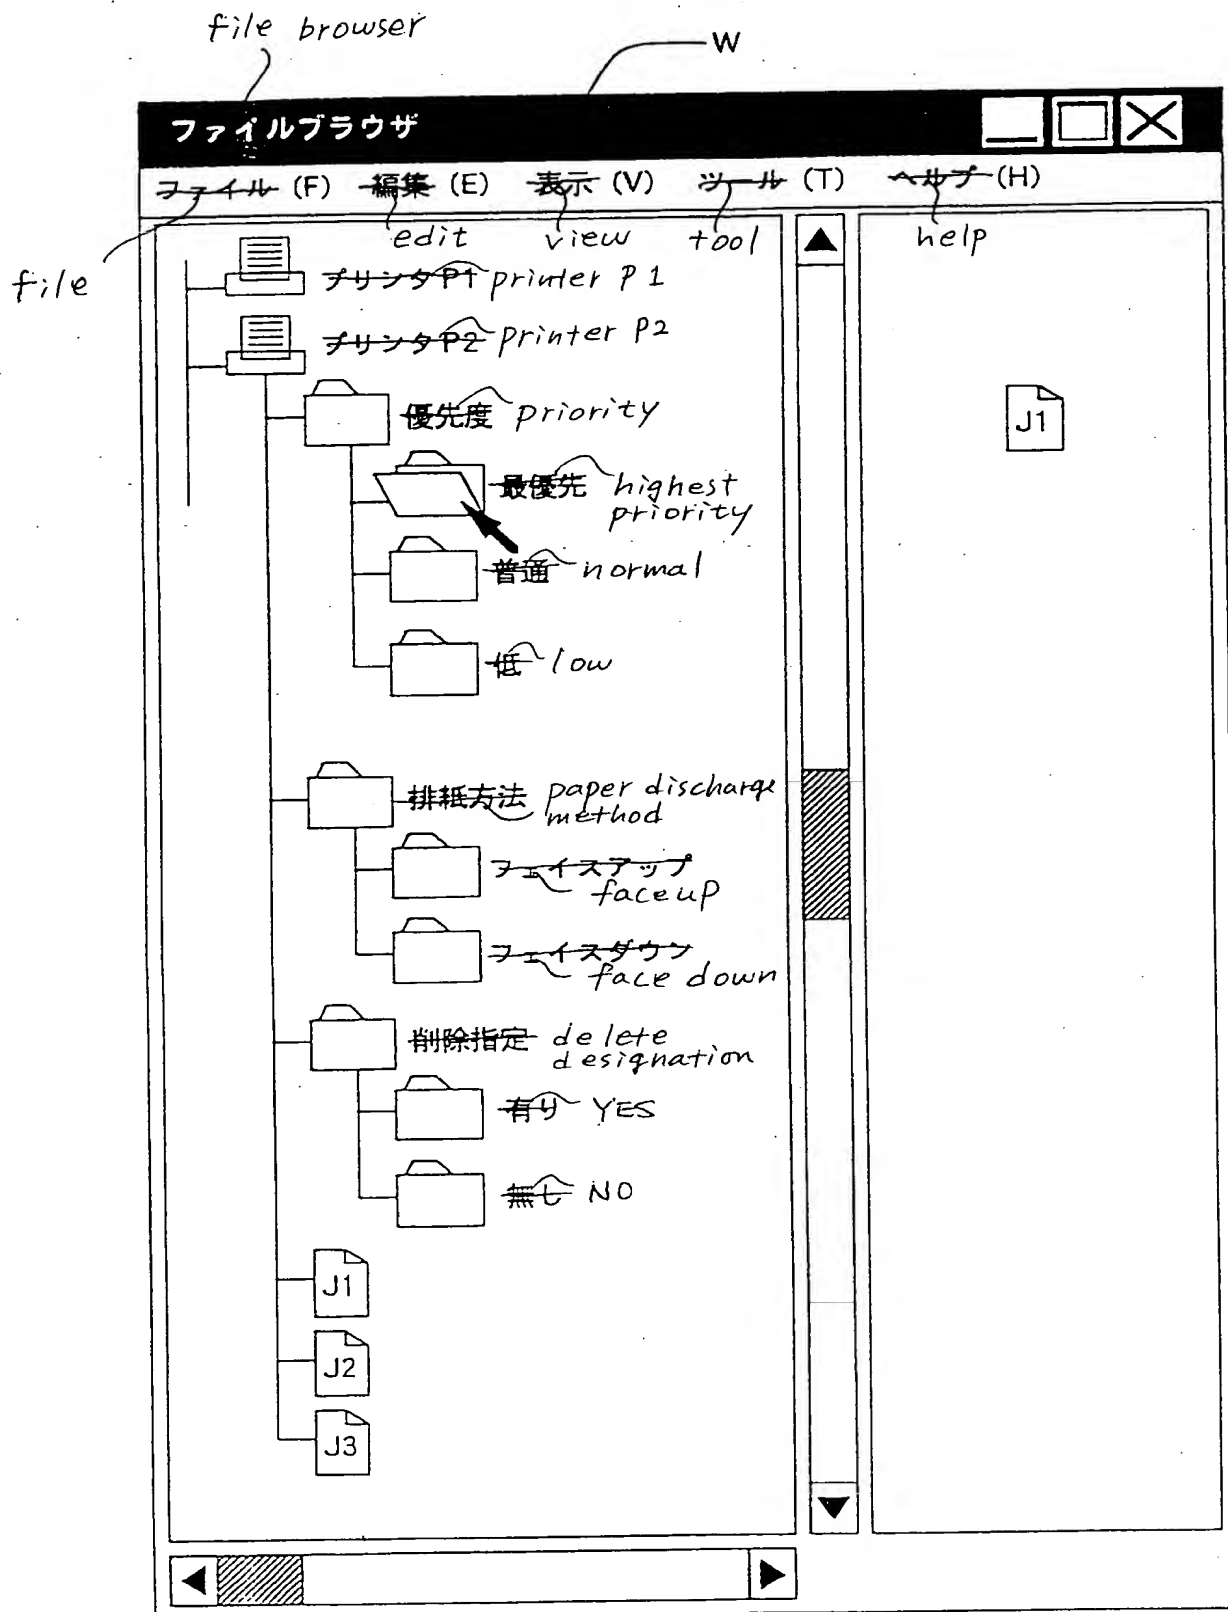 file browser
W
ファイルブラウザ
ファイル (F) 編集 (E) 表示 (V) ツール (T) ヘルプ (H)
file edit view tool help
プリンタP1 printer P1
プリンタP2 printer P2
優先度 priority
J1
最優先 highest
priority
普通 normal
低 low
排紙方法 paper discharge
method
フェイスアップ
faceup
フェイスダウン
face down
削除指定 delete
designation
有り YES
無し NO
J1
J2
J3